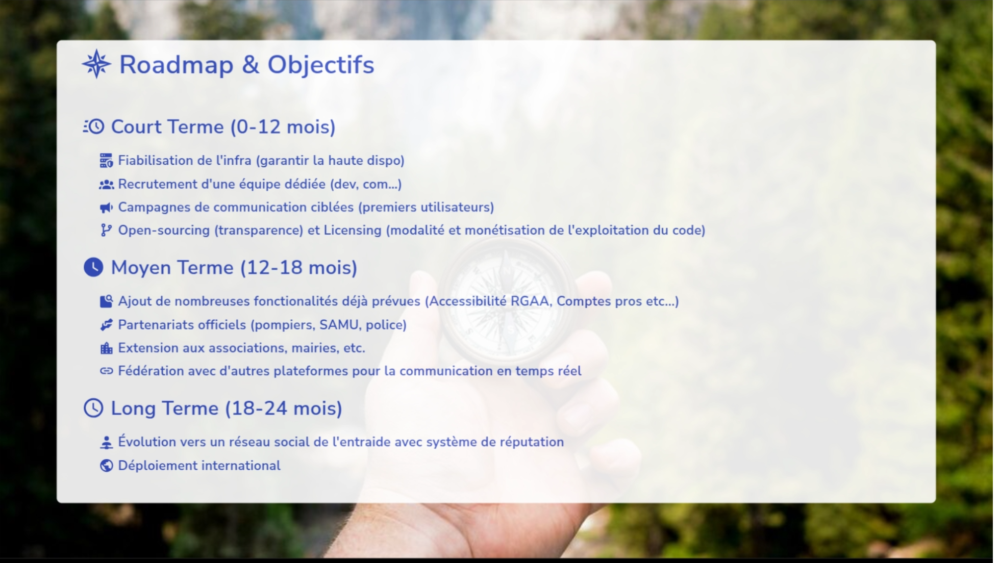 Roadmap & Objectifs
Court Terme (0-12 mois)
Fiabilisation de l'infra (garantir la haute dispo)
Recrutement d'une équipe dédiée (dev, com...)
Campagnes de communication ciblées (premiers utilisateurs)
Open-sourcing (transparence) et Licensing (modalité et monétisation de l'exploitation du code)
Moyen Terme (12-18 mois)
Ajout de nombreuses fonctionalités déjà prévues (Accessibilité RGAA, Comptes pros etc...)
Partenariats officiels (pompiers, SAMU, police)
Extension aux associations, mairies, etc.
Fédération avec d'autres plateformes pour la communication en temps réel
Long Terme (18-24 mois)
Évolution vers un réseau social de l'entraide avec système de réputation
Déploiement international